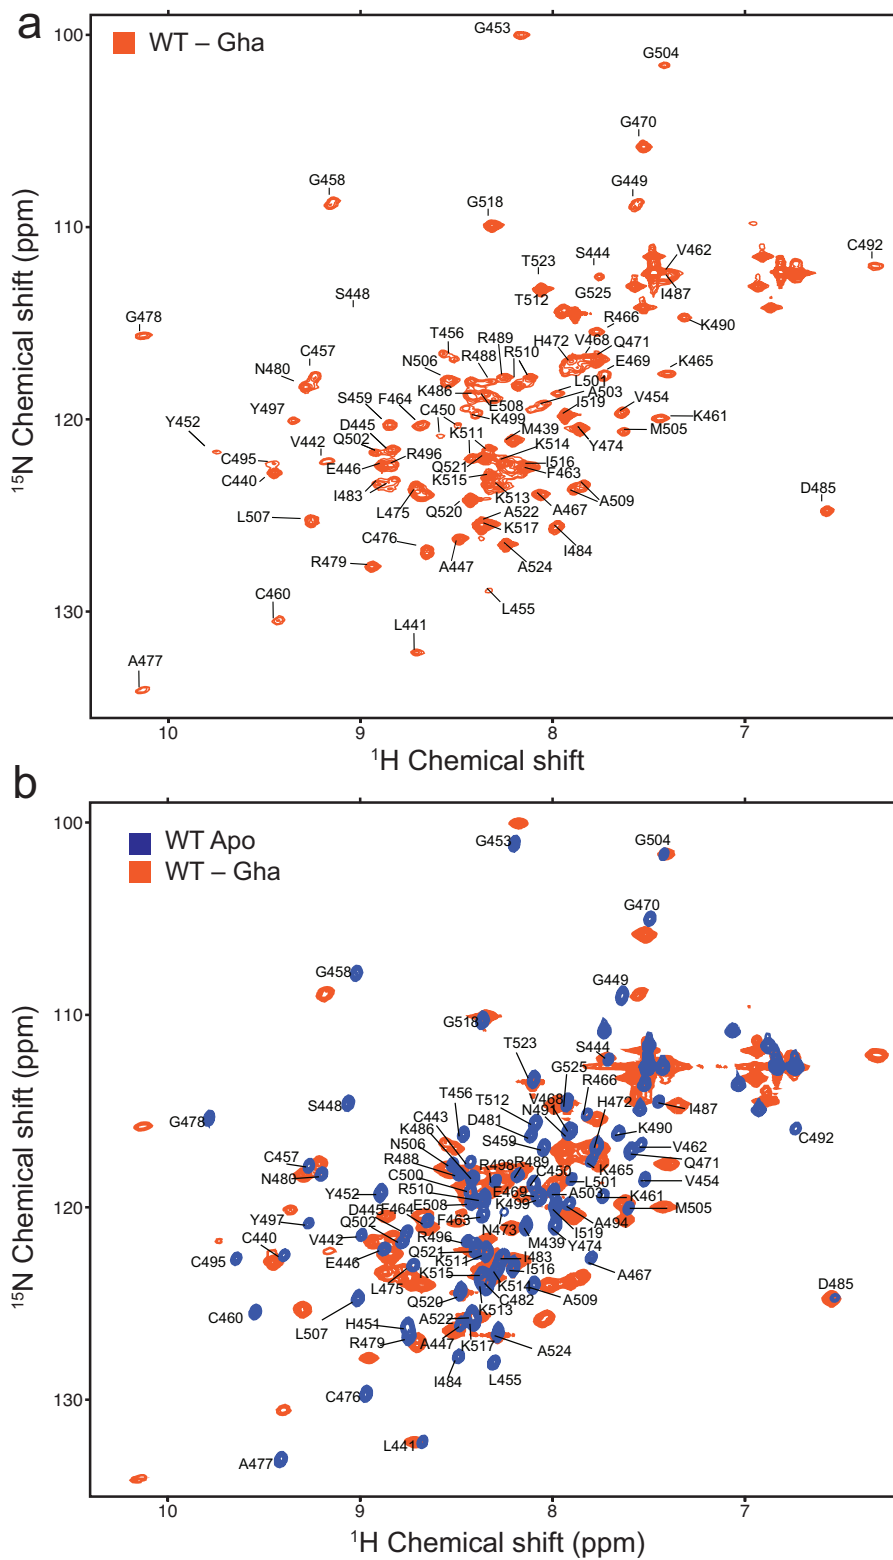 a
WT – Gha
G453
100
G504
G470
G458
G449
G518
110
T523
S444
V462
C492
S448
T512
G525
I487
G478
R466
K490
T456
R489
R510
H472
V468
Q471
C457
R488
E469
N480
N506
K465
K486
L501
A503
V454
S459
F464
C450
E508
I519
K461
120
K499
Y497
D445
K511
M439
M505
Y452
Q502
V442
K514
Y474
C495
E446
R496
Q521
I516
C440
K515
F463
I483
L475
K513
A509
D485
Q520
A522
A467
L507
K517
C476
I484
R479
A447
A524
C460
L455
130
L441
A477
10
9
8
7
15N Chemical shift (ppm)
1H Chemical shift
b
WT Apo
WT – Gha
100
G453
G504
G470
G458
G449
110
G518
T523
S444
G525
R466
T456
T512
V468
H472
I487
C443
D481
N491
K490
C492
G478
S448
K486
S459
V462
N506
Q471
C457
R488
R498
R489
C450
K465
N480
C500
L501
V454
Y452
R510
E469
A503
K461
D445
F464
E508
K499
M505
120
Y497
Q502
F463
N473
A494
I519
V442
R496
M439
Y474
C495
C440
E446
Q521
K511
I483
A467
L475
K515
K514
I516
C482
Q520
K513
A509
D485
C460
L507
H451
A522
R479
A447
K517
A524
I484
L455
C476
130
L441
A477
10
9
8
7
15N Chemical shift (ppm)
1H Chemical shift (ppm)